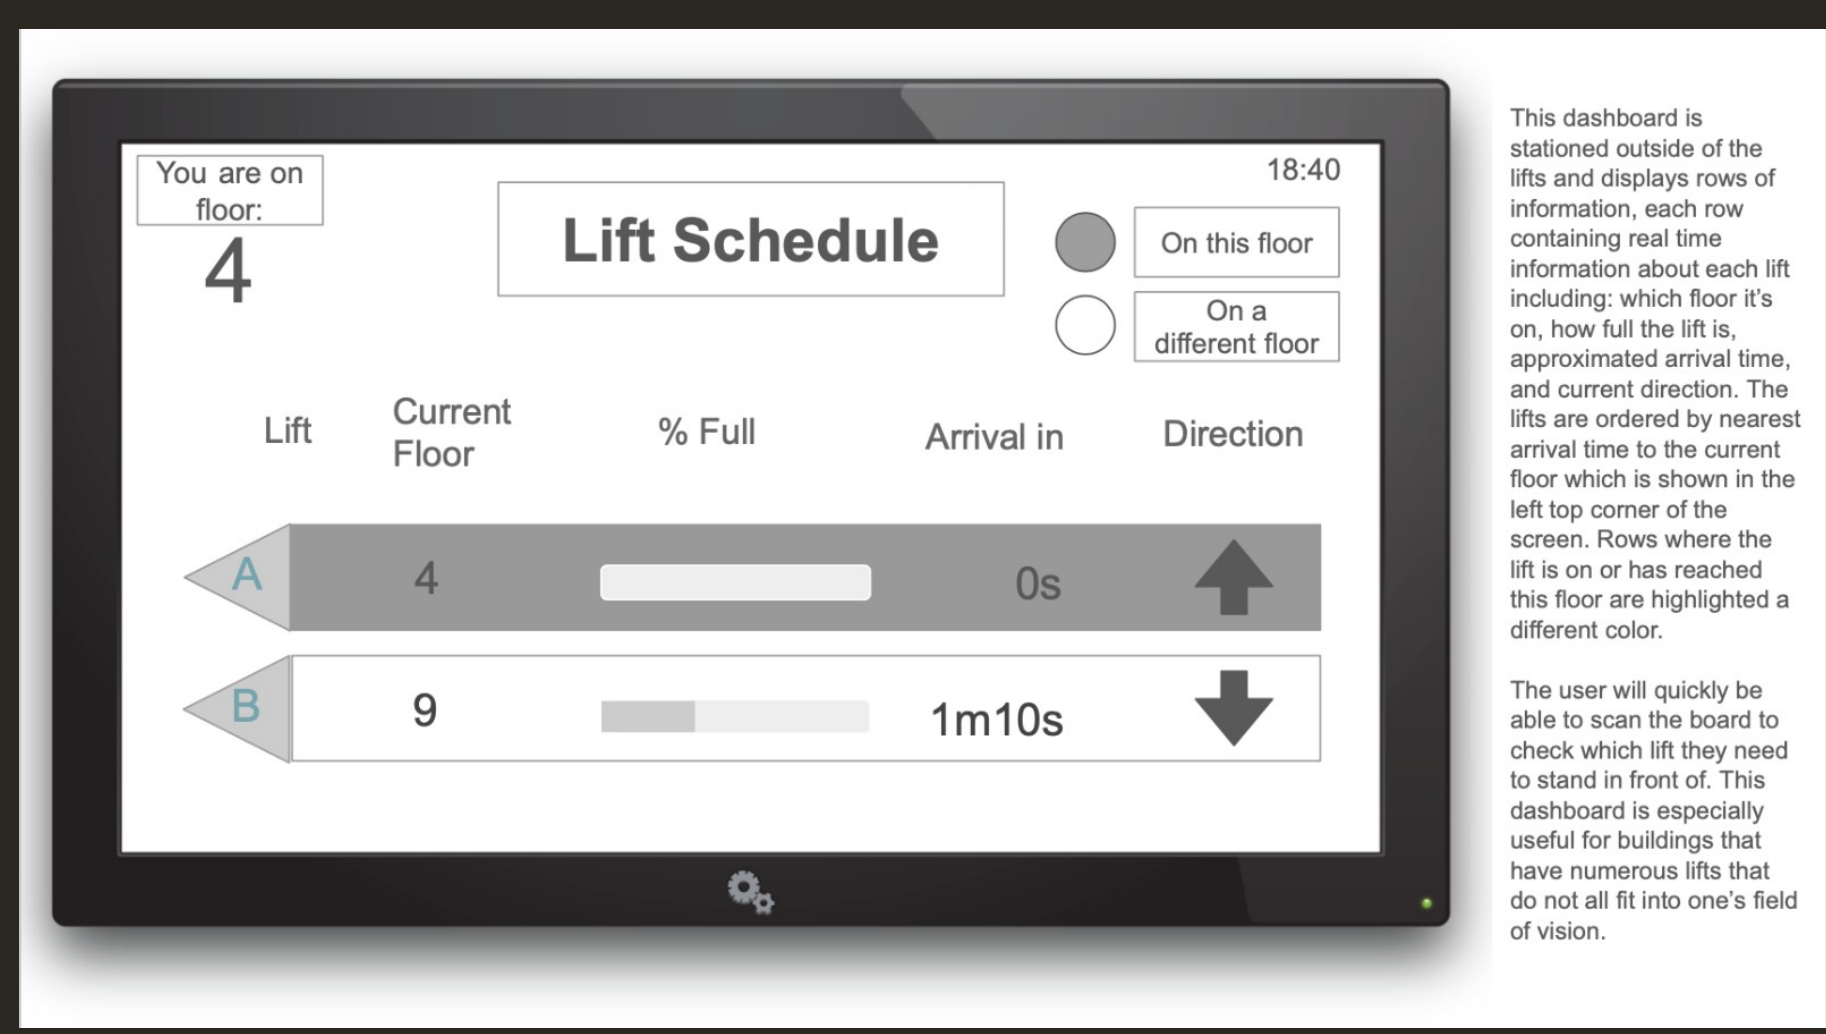 You are on
floor:
4
Lift Schedule
18:40
On this floor
On a
different floor
Lift
Current
Floor
% Full
Arrival in
Direction
A
4
0s
B
9
1m10s
This dashboard is
stationed outside of the
lifts and displays rows of
information, each row
containing real time
information about each lift
including: which floor it’s
on, how full the lift is,
approximated arrival time,
and current direction. The
lifts are ordered by nearest
arrival time to the current
floor which is shown in the
left top corner of the
screen. Rows where the
lift is on or has reached
this floor are highlighted a
different color.
The user will quickly be
able to scan the board to
check which lift they need
to stand in front of. This
dashboard is especially
useful for buildings that
have numerous lifts that
do not all fit into one’s field
of vision.